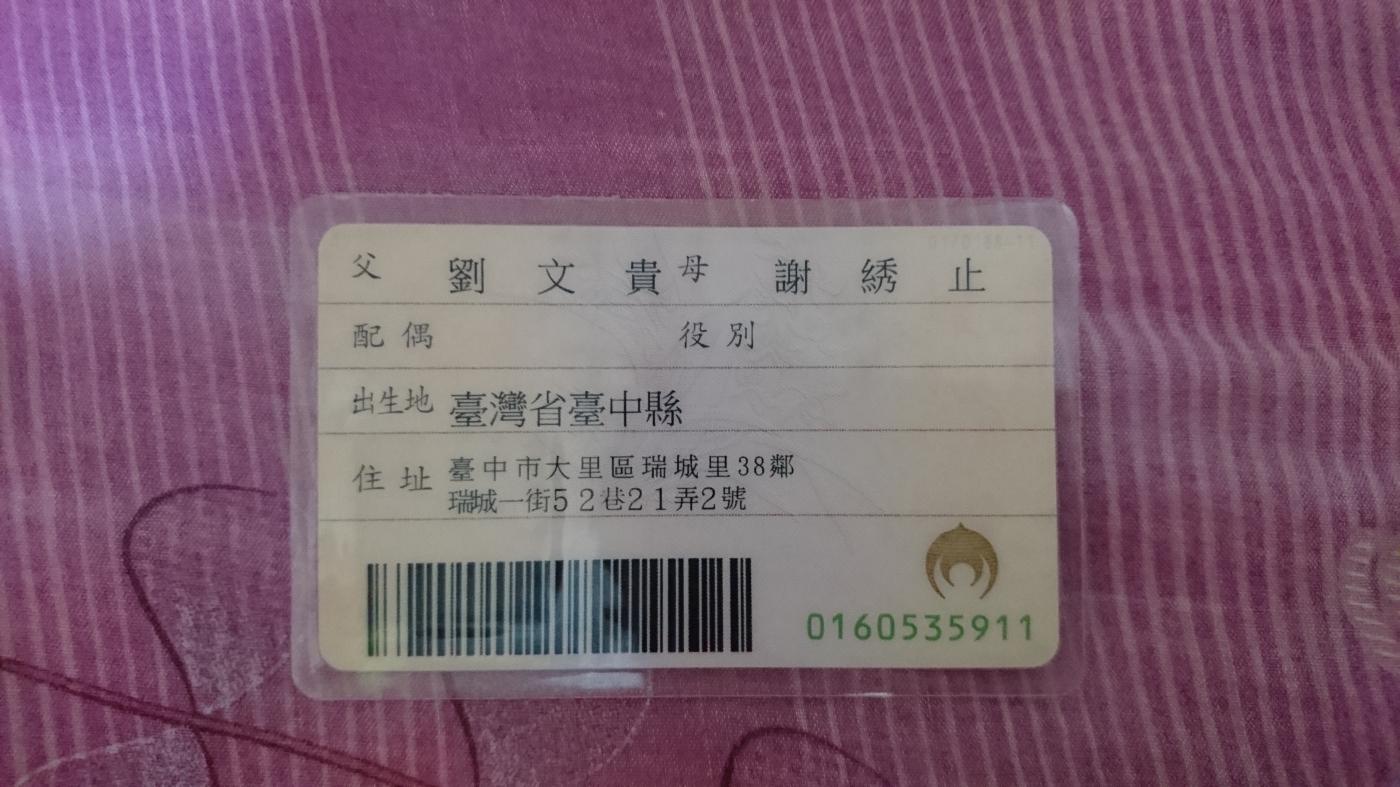 父 劉文貴 母 謝綉止
配偶 役別
出生地 臺灣省臺中縣
住址 臺中市大里區瑞城里38鄰
瑞城一街52巷21弄2號
0160535911